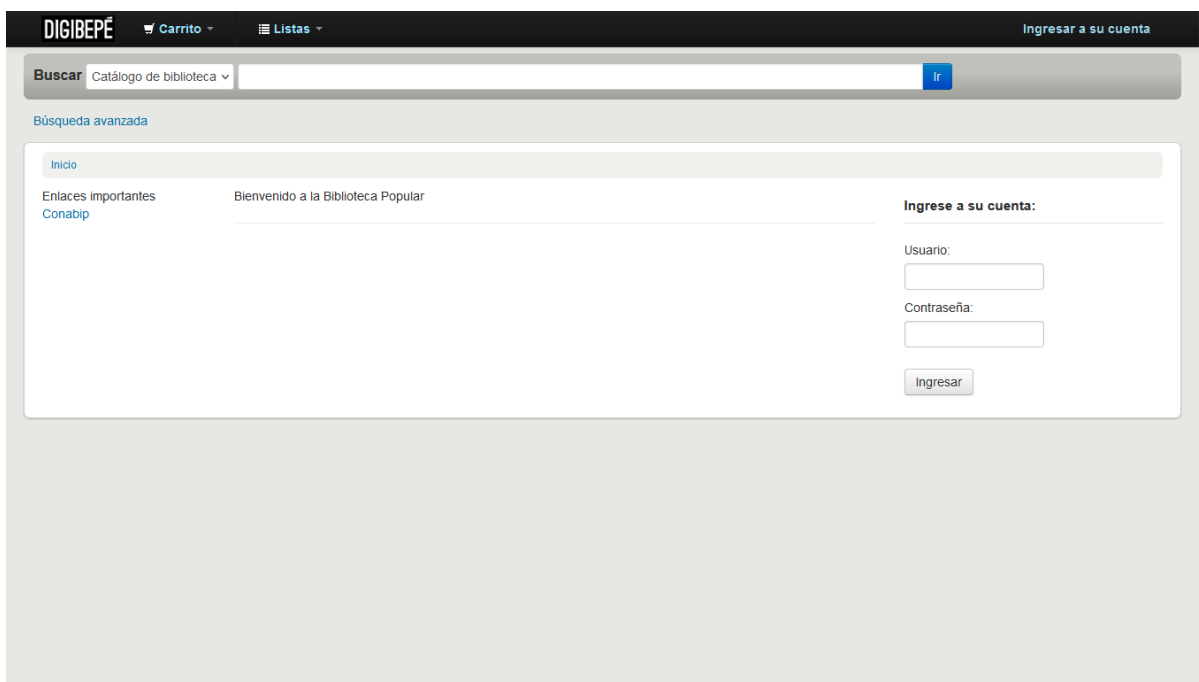 DIGIBEPÉ Carrito Listas Ingresar a su cuenta
Buscar Catálogo de biblioteca Ir
Búsqueda avanzada
Inicio
Enlaces importantes
Conabip
Bienvenido a la Biblioteca Popular
Ingrese a su cuenta:
Usuario:
Contraseña:
Ingresar